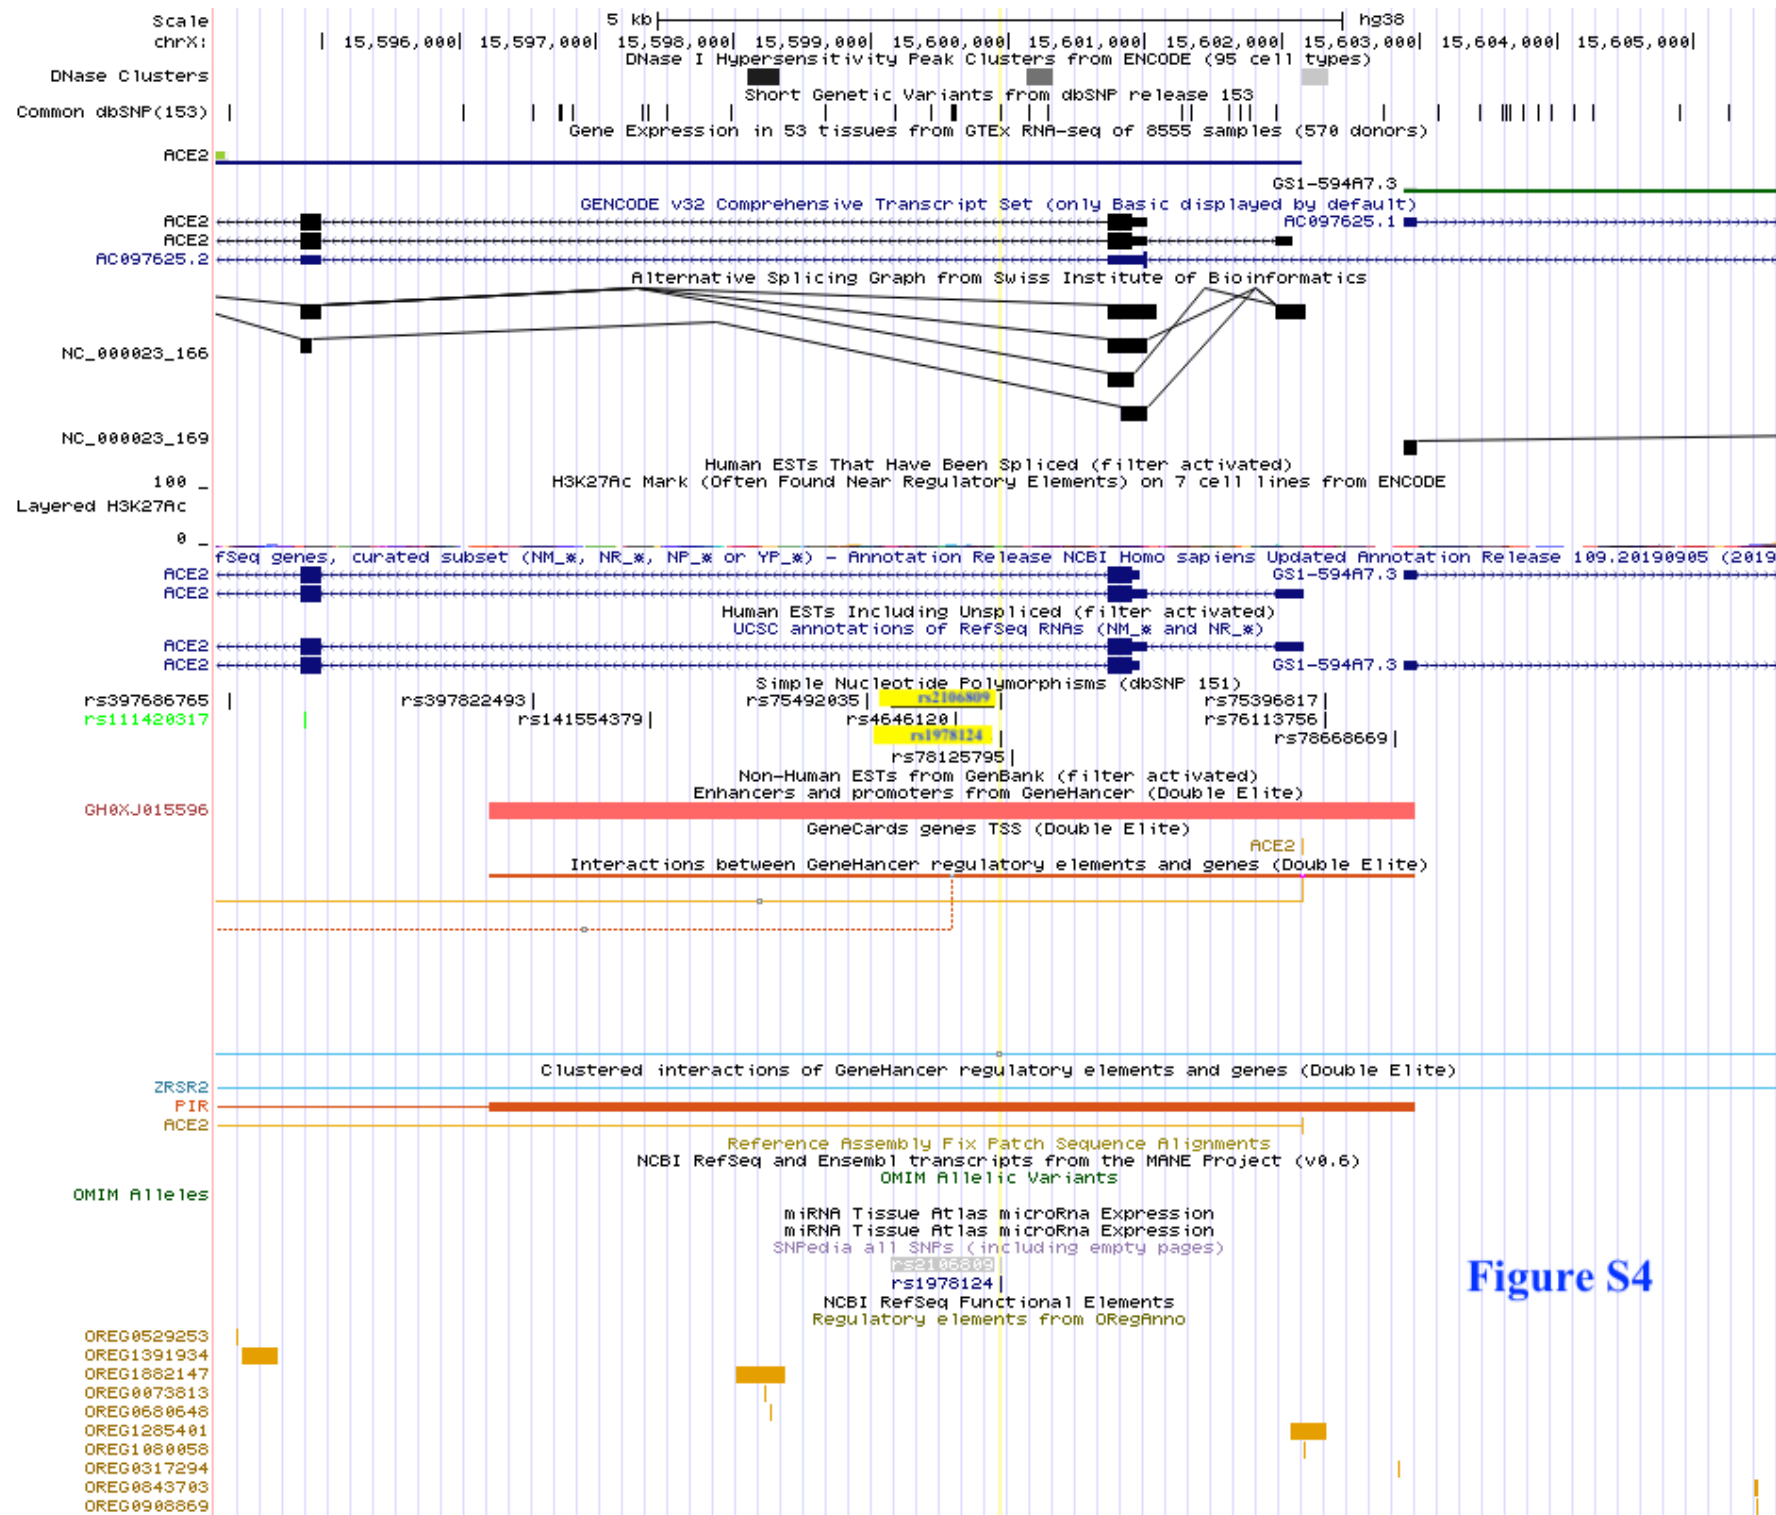 Scale 5 kb hg38
chrX: 15,596,000 15,597,000 15,598,000 15,599,000 15,600,000 15,601,000 15,602,000 15,603,000 15,604,000 15,605,000
DNase I Hypersensitivity Peak Clusters from ENCODE (95 cell types)
DNase Clusters
Short Genetic Variants from dbSNP release 153
Common dbSNP(153)
Gene Expression in 53 tissues from GTEx RNA-seq of 8555 samples (570 donors)
ACE2
GS1-594A7.3
GENCODE v32 Comprehensive Transcript Set (only Basic displayed by default)
ACE2 AC097625.1
ACE2
AC097625.2
Alternative Splicing Graph from Swiss Institute of Bioinformatics
NC_000023_166
NC_000023_169
Human ESTs That Have Been Spliced (filter activated)
100 H3K27Ac Mark (Often Found Near Regulatory Elements) on 7 cell lines from ENCODE
Layered H3K27Ac
0
fSeq genes, curated subset (NM_*, NR_*, NP_* or YP_*) - Annotation Release NCBI Homo sapiens Updated Annotation Release 109.20190905 (2019
ACE2 GS1-594A7.3
ACE2
Human ESTs Including Unspliced (filter activated)
UCSC annotations of RefSeq RNAs (NM_* and NR_*)
ACE2
ACE2 GS1-594A7.3
Simple Nucleotide Polymorphisms (dbSNP 151)
rs397686765 rs397822493 rs75492035 rs2106809 rs75396817
rs111420317 rs141554379 rs4646120 rs76113756
rs1978124 rs78668669
rs78125795
Non-Human ESTs from GenBank (filter activated)
Enhancers and promoters from GeneHancer (Double Elite)
GH0XJ015596
GeneCards genes TSS (Double Elite)
ACE2
Interactions between GeneHancer regulatory elements and genes (Double Elite)
Clustered interactions of GeneHancer regulatory elements and genes (Double Elite)
ZRSR2
PIR
ACE2
Reference Assembly Fix Patch Sequence Alignments
NCBI RefSeq and Ensembl transcripts from the MANE Project (v0.6)
OMIM Allelic Variants
OMIM Alleles
miRNA Tissue Atlas microRna Expression
miRNA Tissue Atlas microRna Expression
SNPedia all SNPs (including empty pages)
rs2106809
rs1978124
Figure S4
NCBI RefSeq Functional Elements
Regulatory elements from ORegAnno
OREG0529253
OREG1391934
OREG1882147
OREG0073813
OREG0680648
OREG1285401
OREG1080058
OREG0317294
OREG0843703
OREG0908869